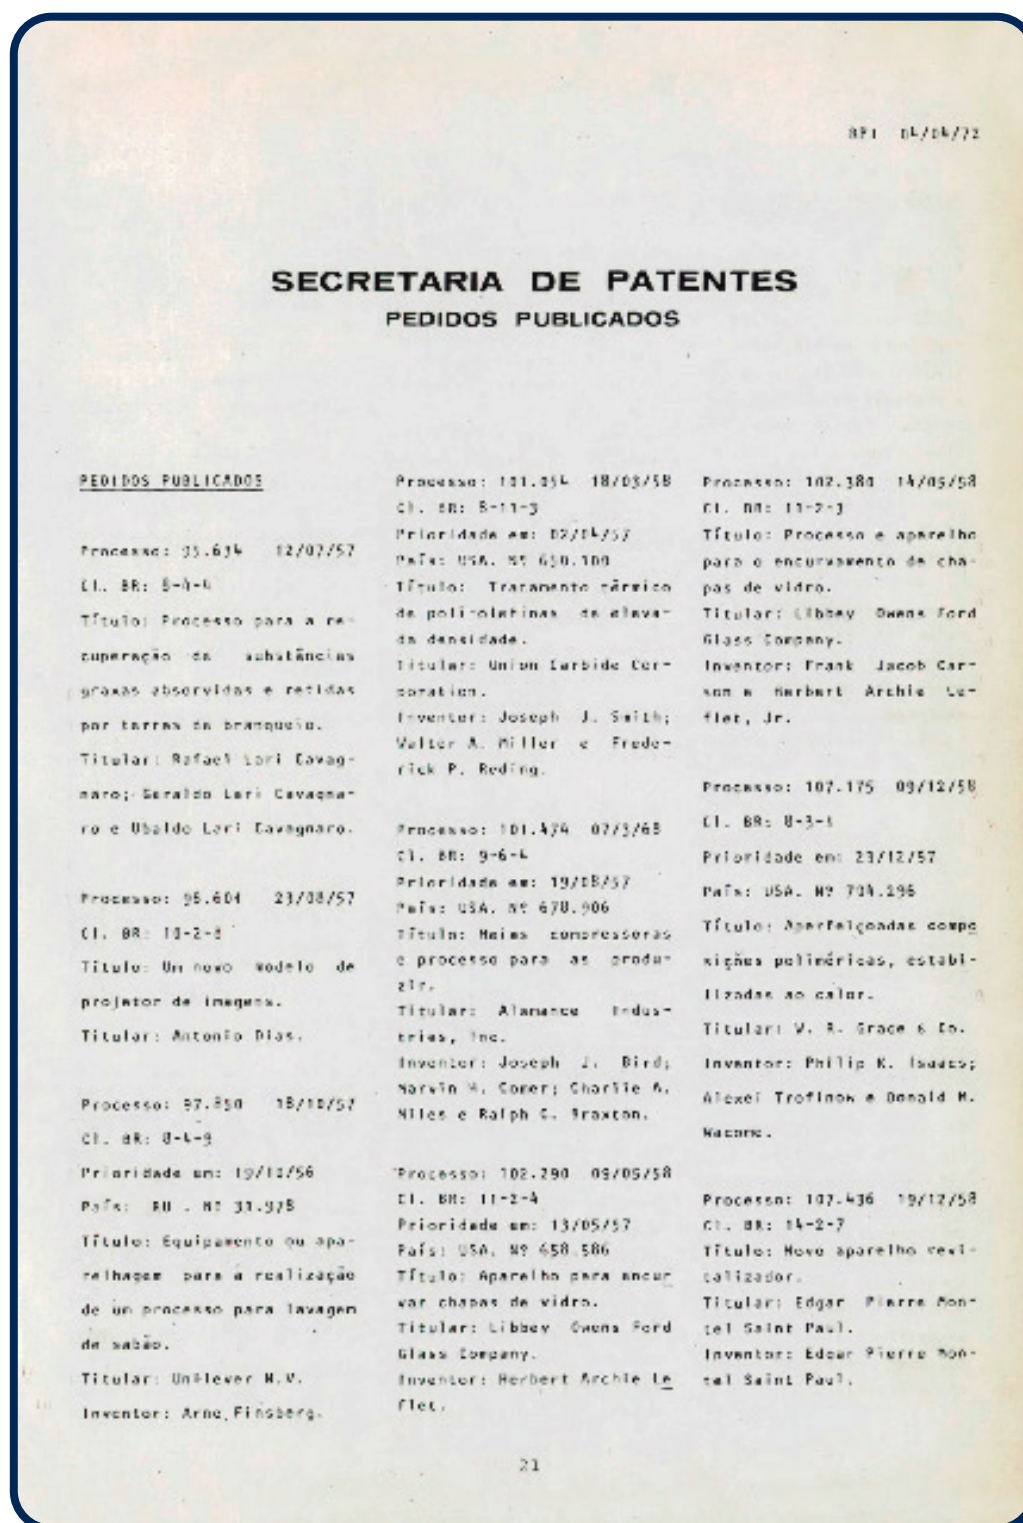 RPI 04/04/72
SECRETARIA DE PATENTES
PEDIDOS PUBLICADOS
PEDIDOS PUBLICADOS
Processo: 95.634 12/07/57
Cl. BR: 8-4-4
Título: Processo para a re-
cuperação de substâncias
graxas absorvidas e retidas
por terras de branqueio.
Titular: Rafael Lari Cavag-
naro; Geraldo Lari Cavagna-
ro e Ubaldo Lari Cavagnaro.
Processo: 96.601 23/08/57
Cl. BR: 10-2-8
Título: Um novo modelo de
projetor de imagens.
Titular: Antonio Dias.
Processo: 97.850 18/10/57
Cl. BR: 8-4-9
Prioridade em: 19/12/56
País: RU . Nº 31.978
Título: Equipamento ou apa-
relhagem para a realização
de um processo para lavagem
de sabão.
Titular: Unilever N.V.
Inventor: Arne Finsberg.
Processo: 101.054 18/03/58
Cl. BR: 8-11-3
Prioridade em: 02/04/57
País: USA. Nº 650.100
Título: Tratamento térmico
de poli-olefinas de eleva-
da densidade.
Titular: Union Carbide Cor-
poration.
Inventor: Joseph J. Smith;
Walter A. Miller e Frede-
rick P. Reding.
Processo: 101.474 07/3/68
Cl. BR: 9-6-4
Prioridade em: 19/08/57
País: USA. Nº 678.906
Título: Meias compressoras
e processo para as produ-
zir.
Titular: Alamance Indus-
tries, Inc.
Inventor: Joseph J. Bird;
Marvin M. Comer; Charlie A.
Niles e Ralph C. Braxton.
Processo: 102.290 09/05/58
Cl. BR: 11-2-4
Prioridade em: 13/05/57
País: USA. Nº 658.586
Título: Aparelho para encur
var chapas de vidro.
Titular: Libbey Owens Ford
Glass Company.
Inventor: Herbert Archie Le
flet.
Processo: 102.380 14/05/58
Cl. BR: 11-2-3
Título: Processo e aparelho
para o encurvamento de cha-
pas de vidro.
Titular: Libbey Owens Ford
Glass Company.
Inventor: Frank Jacob Car-
son e Herbert Archie Le-
fler, Jr.
Processo: 107.175 09/12/58
Cl. BR: 8-3-1
Prioridade em: 23/12/57
País: USA. Nº 704.296
Título: Aperfeiçoadas compo
sições poliméricas, estabi-
lizadas ao calor.
Titular: W. R. Grace & Co.
Inventor: Philip K. Isaacs;
Alexei Trofinow e Donald M.
Processo: 107.436 19/12/58
Cl. BR: 14-2-7
Título: Novo aparelho revi-
talizador.
Titular: Edgar Pierre Mon-
tel Saint Paul.
Inventor: Edgar Pierre Mon-
tel Saint Paul.
21